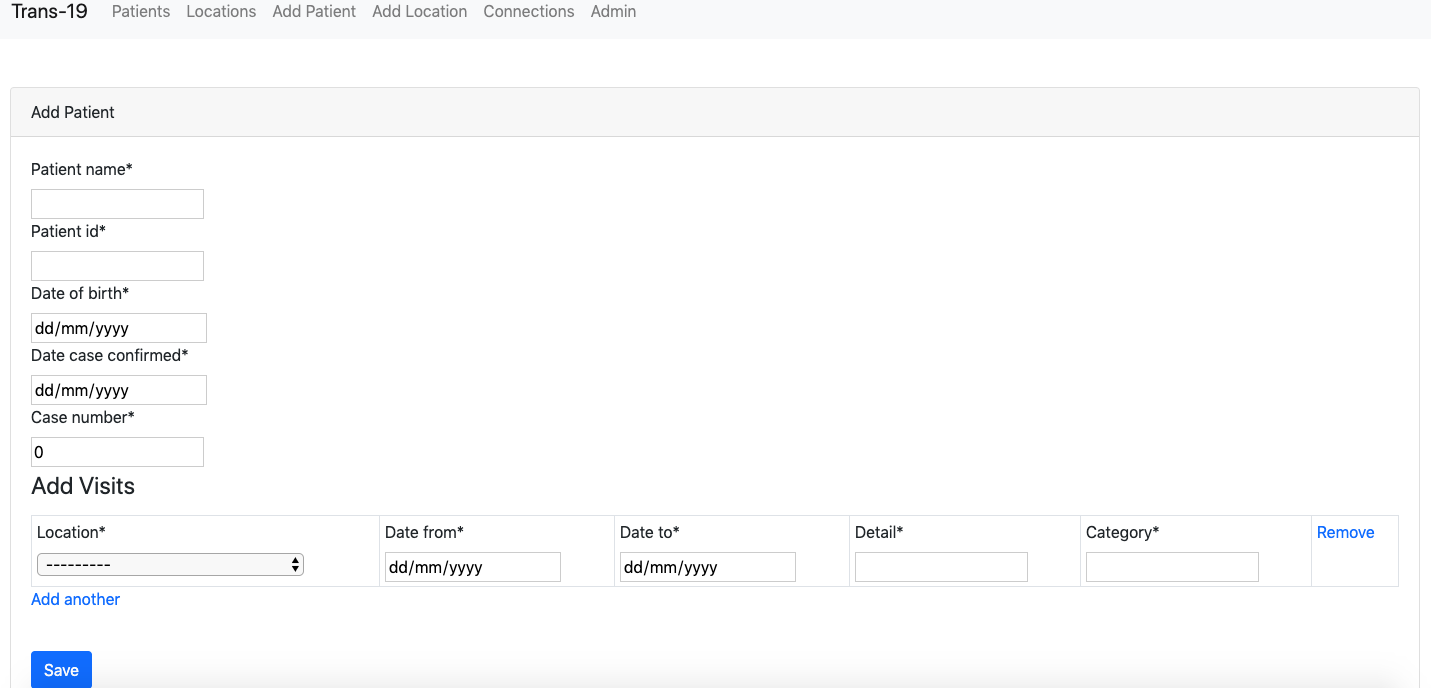 Trans-19 Patients Locations Add Patient Add Location Connections Admin
Add Patient
Patient name*
Patient id*
Date of birth*
dd/mm/yyyy
Date case confirmed*
dd/mm/yyyy
Case number*
0
Add Visits
Location* Date from* Date to* Detail* Category* Remove
--------- dd/mm/yyyy dd/mm/yyyy
Add another
Save